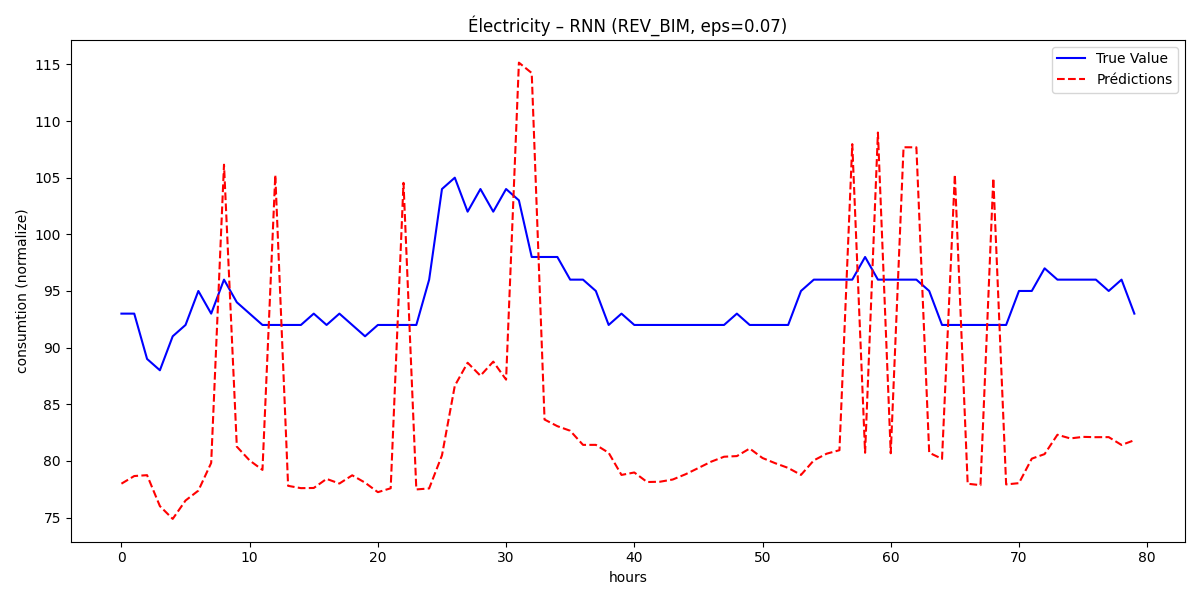 Électricity – RNN (REV_BIM, eps=0.07)
True Value
Prédictions
consumtion (normalize)
115
110
105
100
95
90
85
80
75
0 10 20 30 40 50 60 70 80
hours